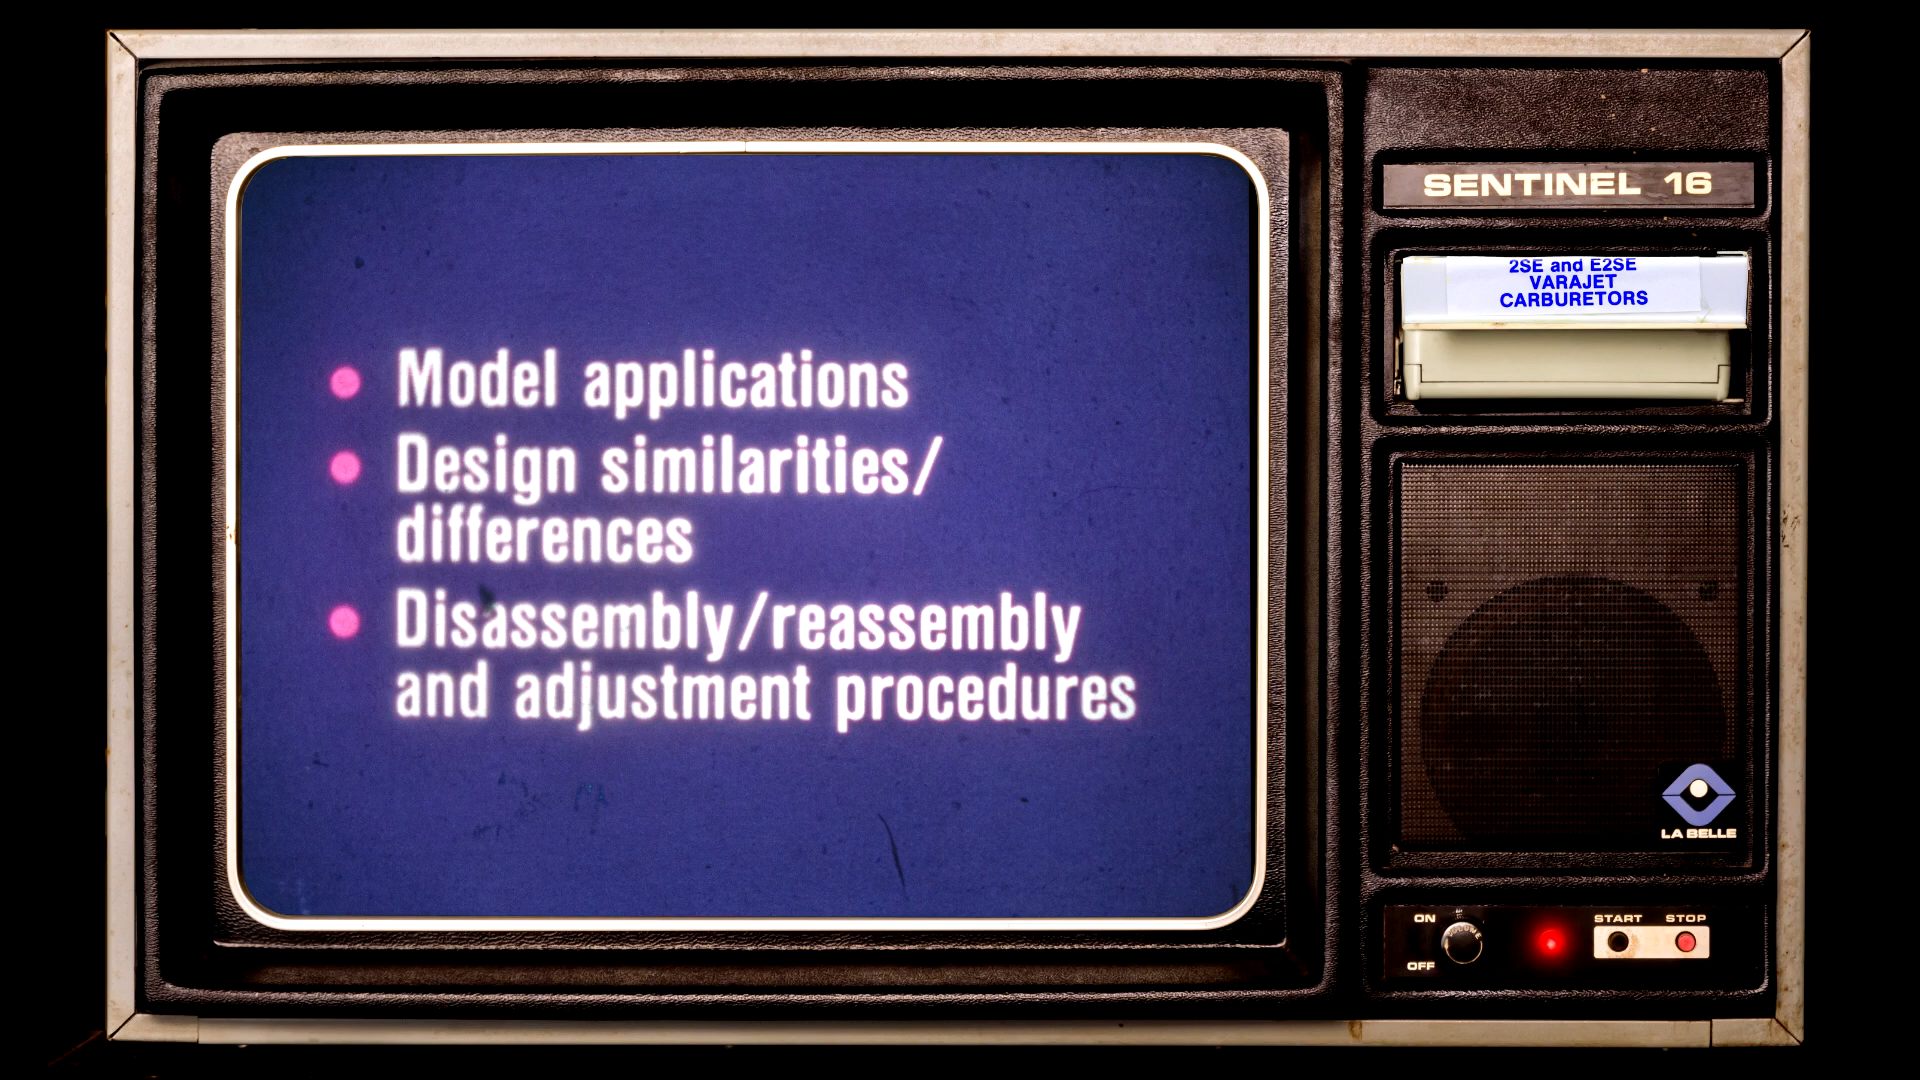 Model applications
Design similarities/
differences
Disassembly/reassembly
and adjustment procedures
SENTINEL 16
2SE and E2SE
VARAJET
CARBURETORS
LA BELLE
ON
OFF
VOLUME
START
STOP